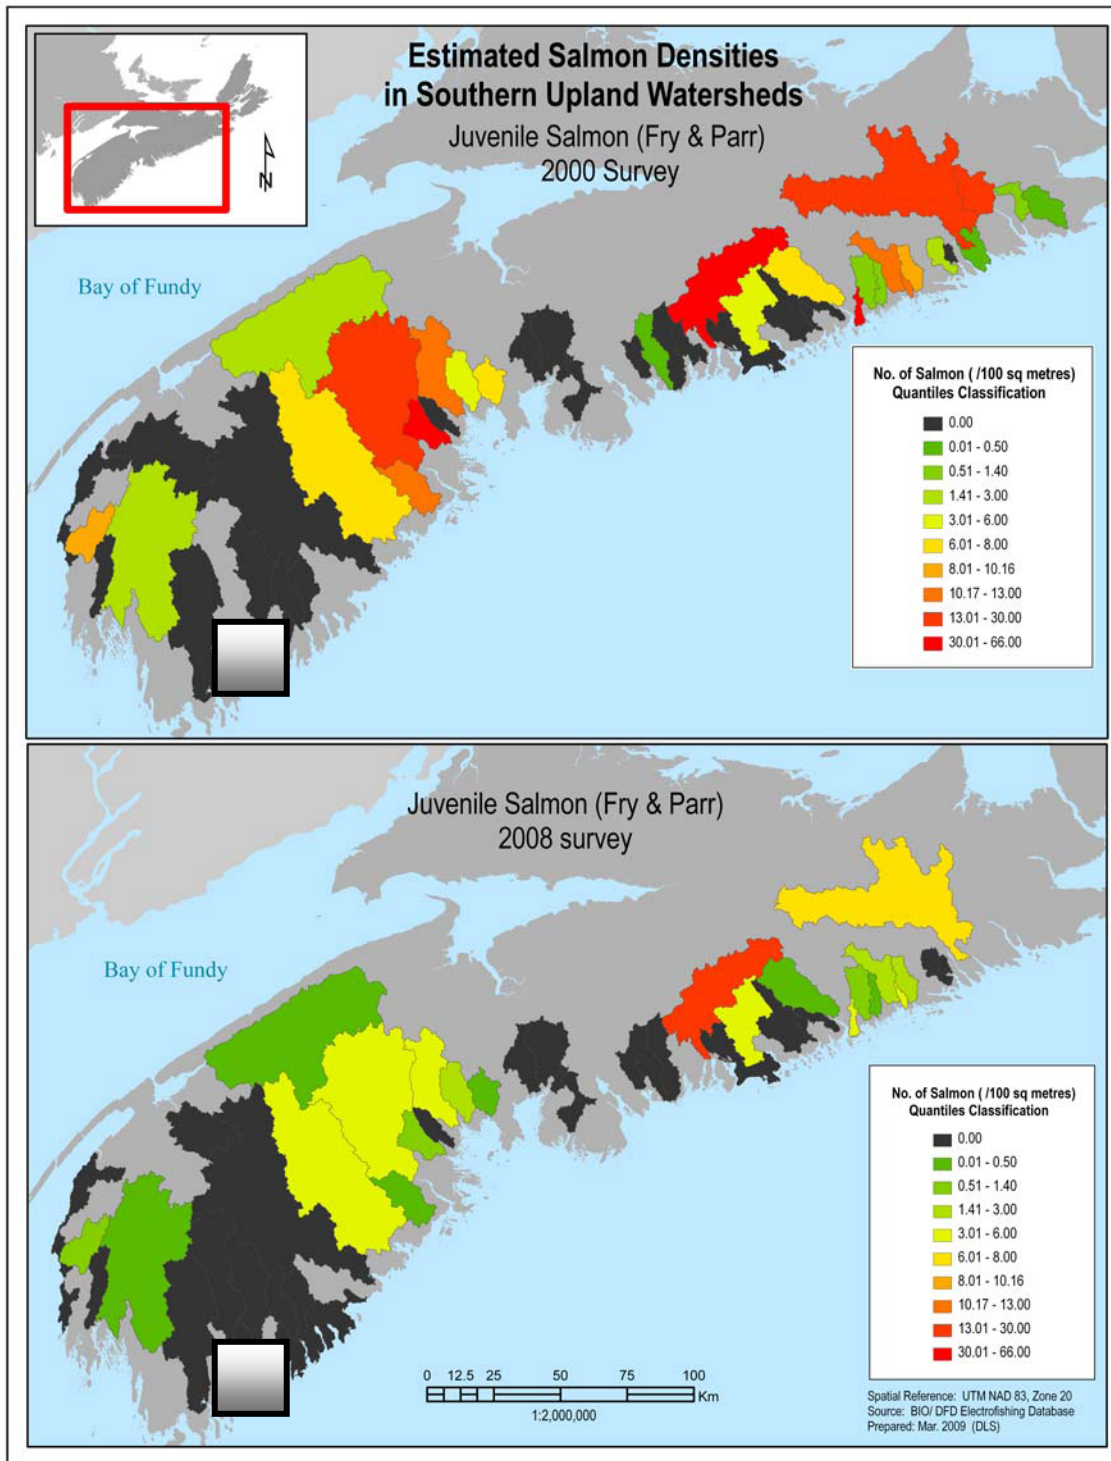 Estimated Salmon Densities
in Southern Upland Watersheds
Juvenile Salmon (Fry & Parr)
2000 Survey
N
Bay of Fundy
No. of Salmon ( /100 sq metres)
Quantiles Classification
0.00
0.01 - 0.50
0.51 - 1.40
1.41 - 3.00
3.01 - 6.00
6.01 - 8.00
8.01 - 10.16
10.17 - 13.00
13.01 - 30.00
30.01 - 66.00
Juvenile Salmon (Fry & Parr)
2008 survey
Bay of Fundy
No. of Salmon ( /100 sq metres)
Quantiles Classification
0.00
0.01 - 0.50
0.51 - 1.40
1.41 - 3.00
3.01 - 6.00
6.01 - 8.00
8.01 - 10.16
10.17 - 13.00
13.01 - 30.00
30.01 - 66.00
0 12.5 25 50 75 100
Km
1:2,000,000
Spatial Reference: UTM NAD 83, Zone 20
Source: BIO/ DFD Electrofishing Database
Prepared: Mar. 2009 (DLS)